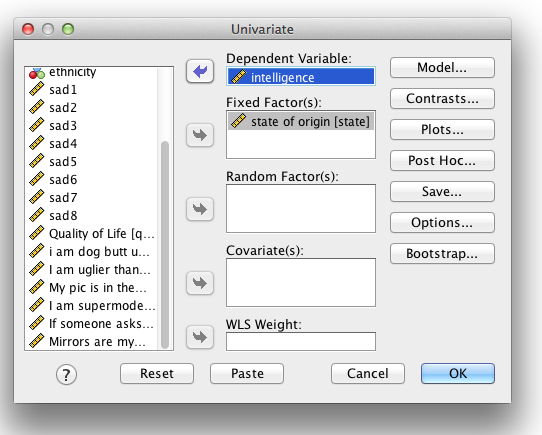 Univariate
ethnicity
sad1
sad2
sad3
sad4
sad5
sad6
sad7
sad8
Quality of Life [q...
i am dog butt u...
I am uglier than...
My pic is in the...
I am supermode...
If someone asks...
Mirrors are my...
Dependent Variable:
intelligence
Fixed Factor(s):
state of origin [state]
Random Factor(s):
Covariate(s):
WLS Weight:
Model...
Contrasts...
Plots...
Post Hoc...
Save...
Options...
Bootstrap...
?
Reset
Paste
Cancel
OK